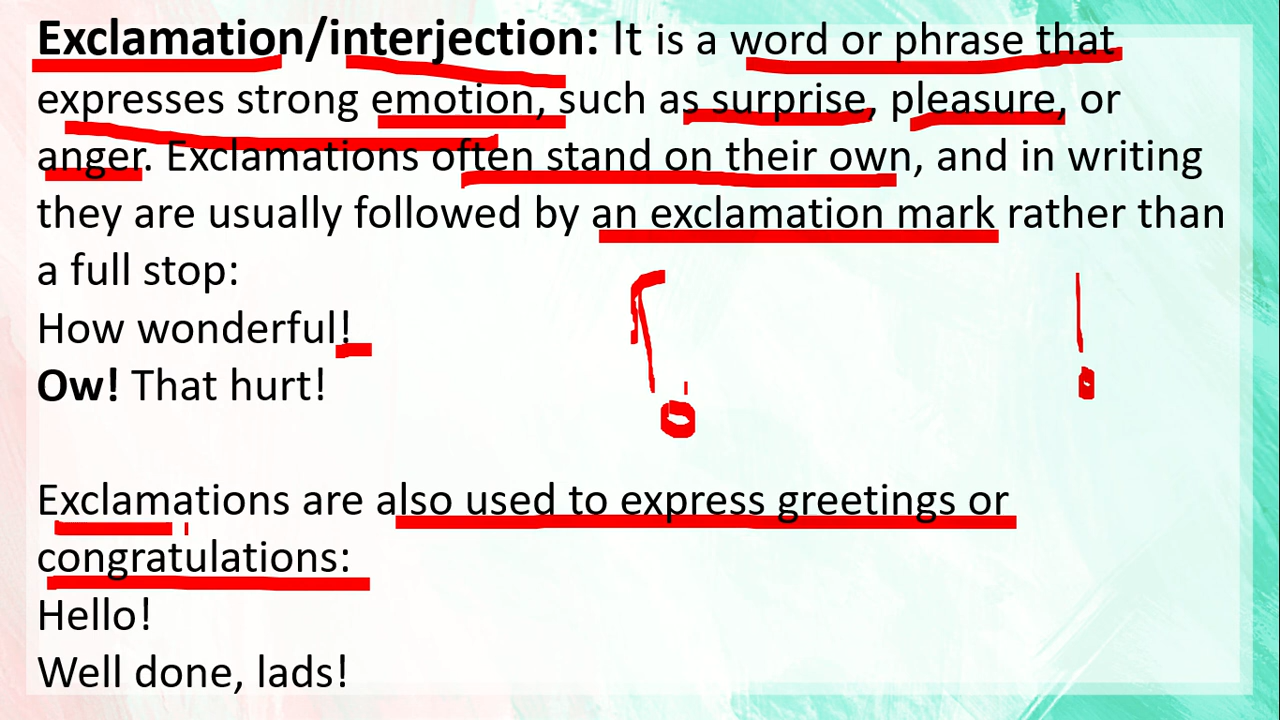 Exclamation/interjection: It is a word or phrase that
expresses strong emotion, such as surprise, pleasure, or
anger. Exclamations often stand on their own, and in writing
they are usually followed by an exclamation mark rather than
a full stop:
How wonderful!
Ow! That hurt!
Exclamations are also used to express greetings or
congratulations:
Hello!
Well done, lads!